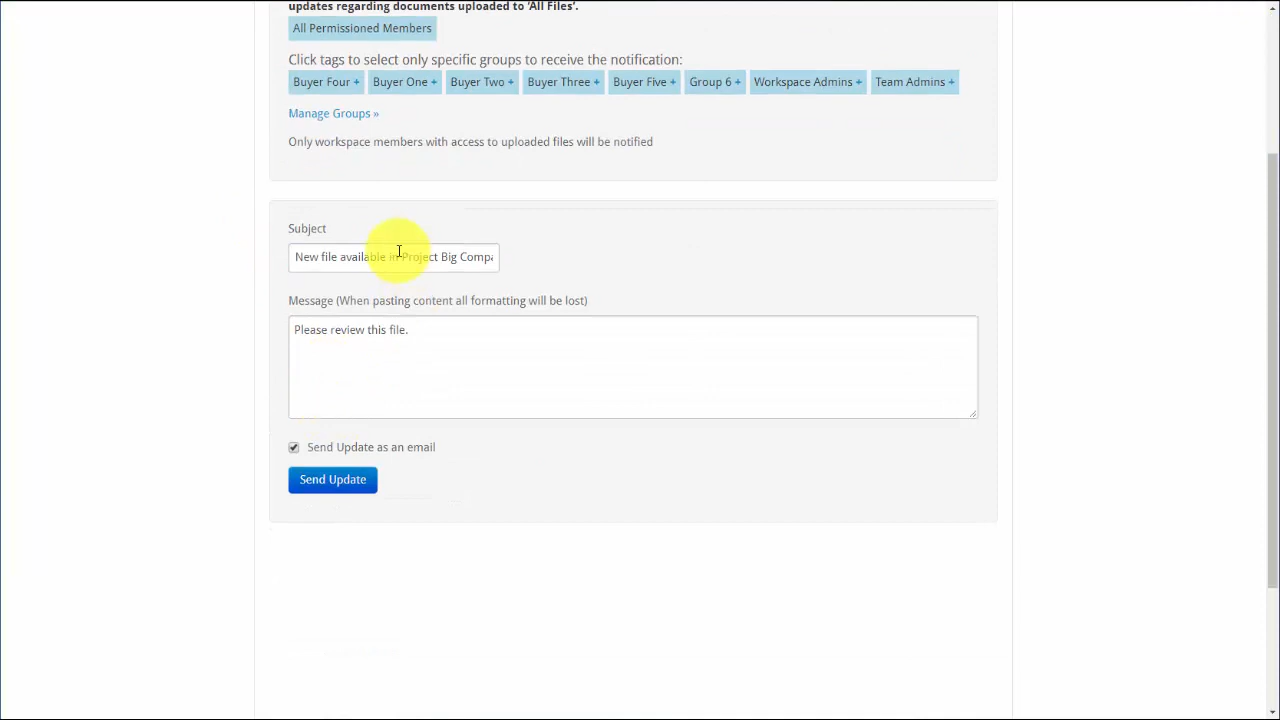 updates regarding documents uploaded to ‘All Files’.
All Permissioned Members
Click tags to select only specific groups to receive the notification:
Buyer Four + Buyer One + Buyer Two + Buyer Three + Buyer Five + Group 6 + Workspace Admins + Team Admins +
Manage Groups »
Only workspace members with access to uploaded files will be notified
Subject
New file available in Project Big Compa
Message (When pasting content all formatting will be lost)
Please review this file.
Send Update as an email
Send Update